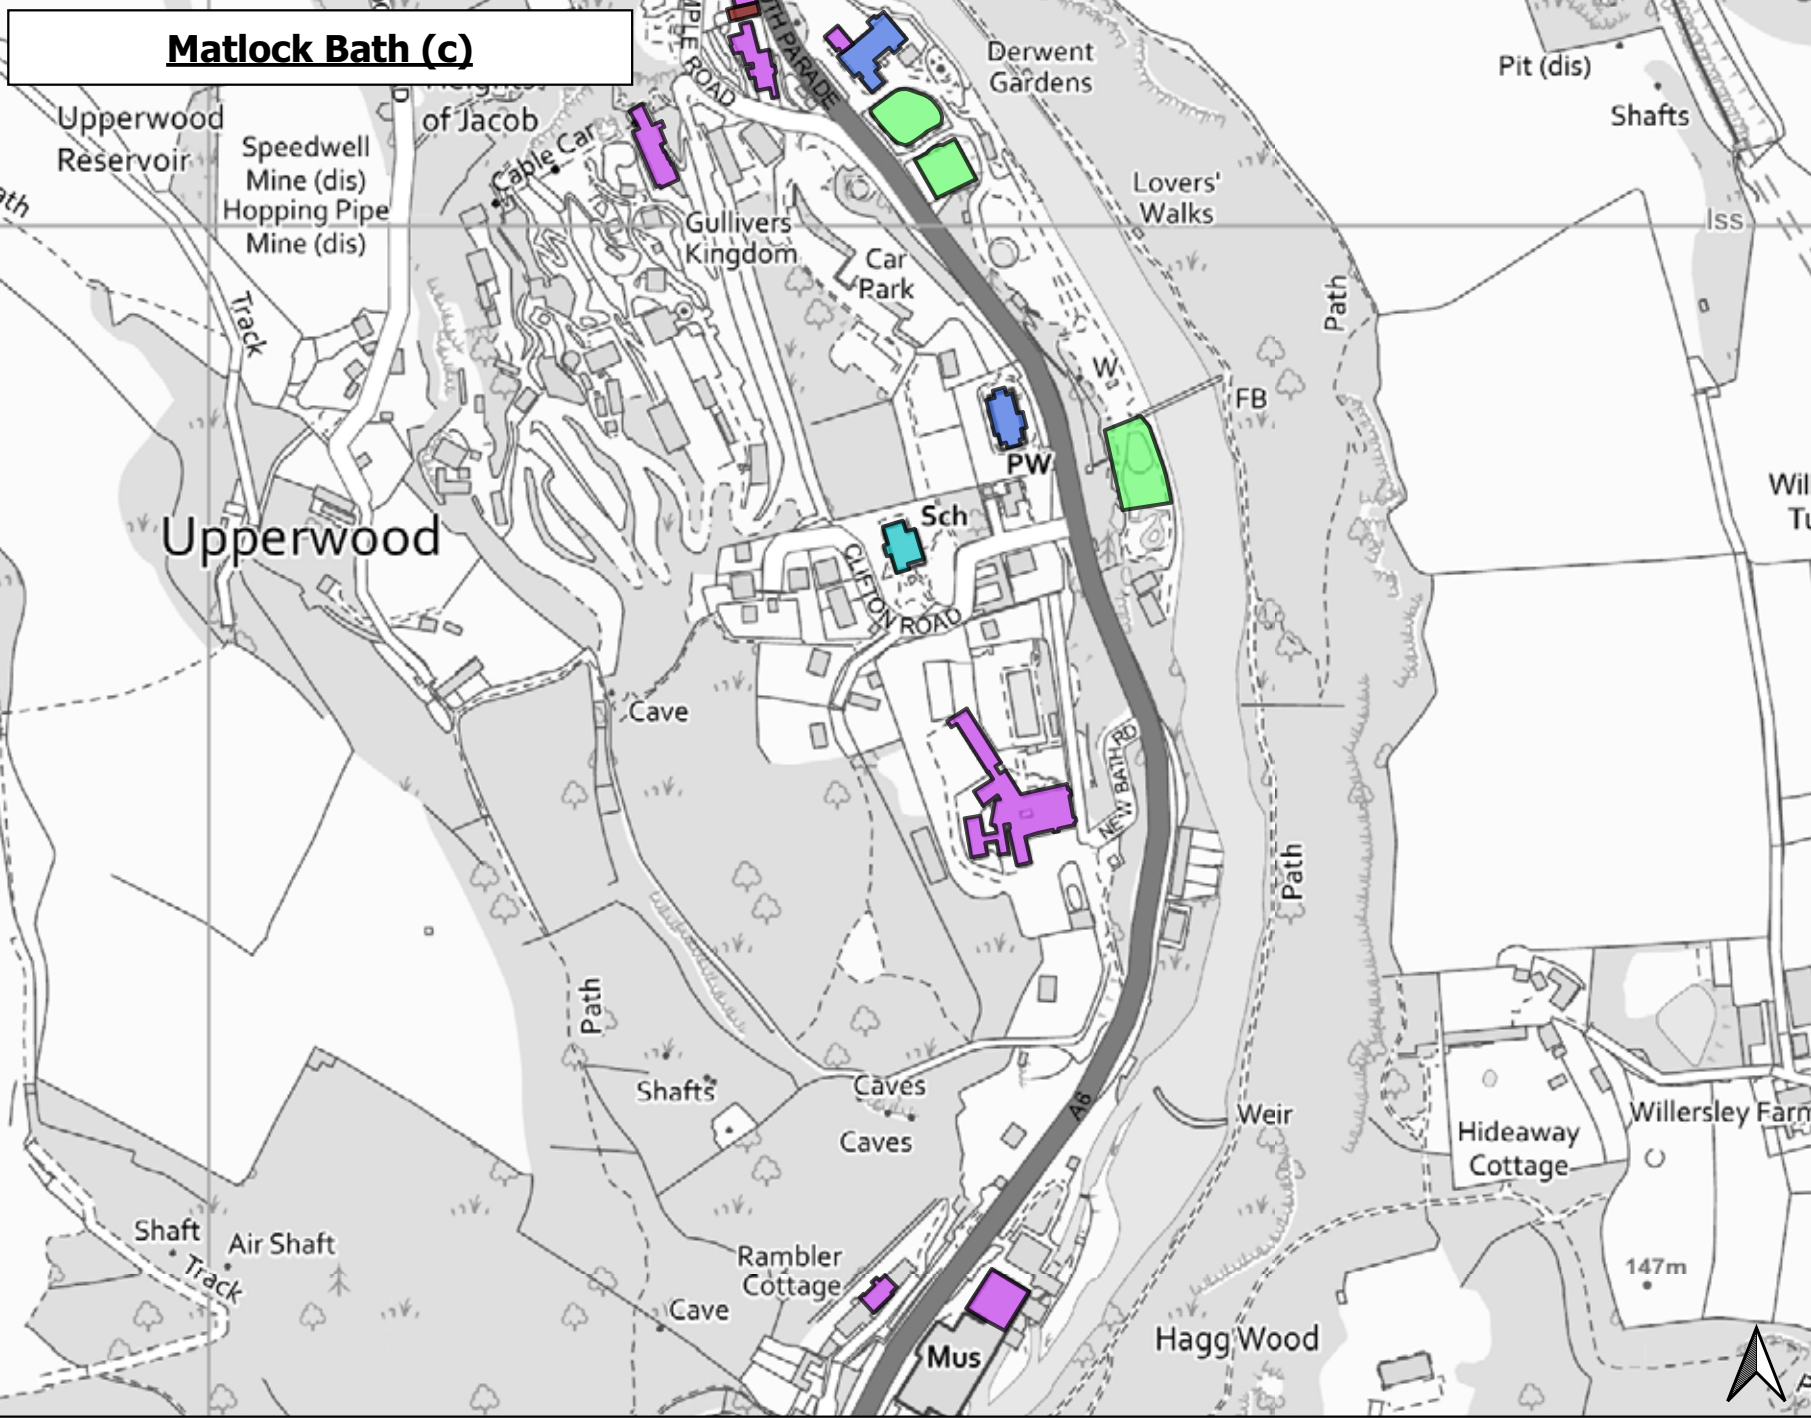 Matlock Bath (c)
TH PARADE
Derwent
Gardens
Pit (dis)
Shafts
Upperwood
Reservoir
Speedwell
Mine (dis)
Hopping Pipe
Mine (dis)
of Jacob
Cable Car
ROAD
Lovers'
Walks
Gullivers
Kingdom
Car
Park
Iss
Track
Path
W
FB
PW
Sch
Upperwood
CLIFTON ROAD
Cave
NEW BATH RD
Path
Path
Shafts
Caves
Caves
A6
Weir
Hideaway
Cottage
Willersley Farm
Shaft
Air Shaft
Track
Rambler
Cottage
Cave
Mus
Hagg Wood
147m